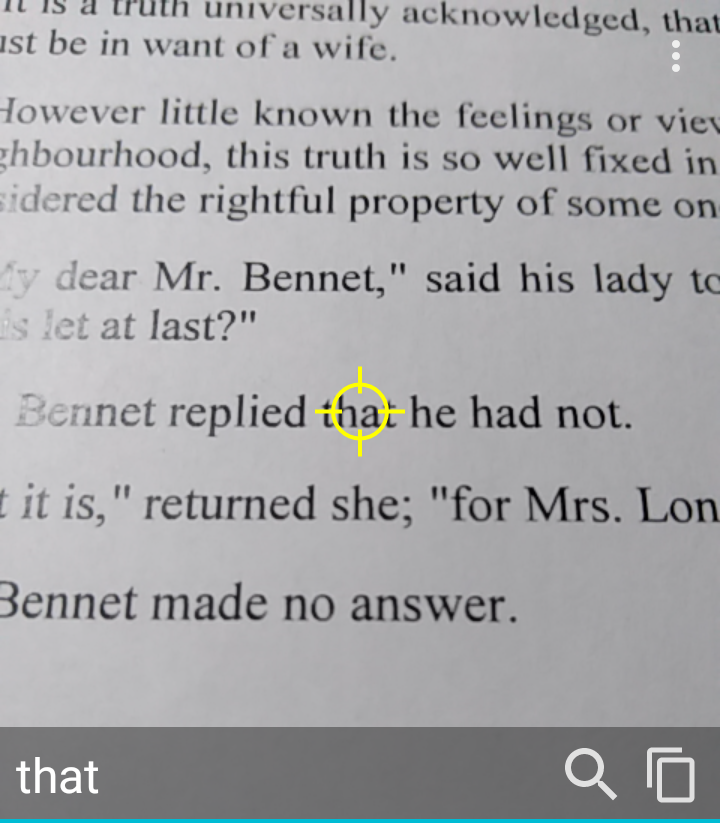 It is a truth universally acknowledged, that
ust be in want of a wife.
However little known the feelings or view
ghbourhood, this truth is so well fixed in
sidered the rightful property of some on
My dear Mr. Bennet," said his lady to
is let at last?"
Bennet replied that he had not.
t it is," returned she; "for Mrs. Lon
Bennet made no answer.
that